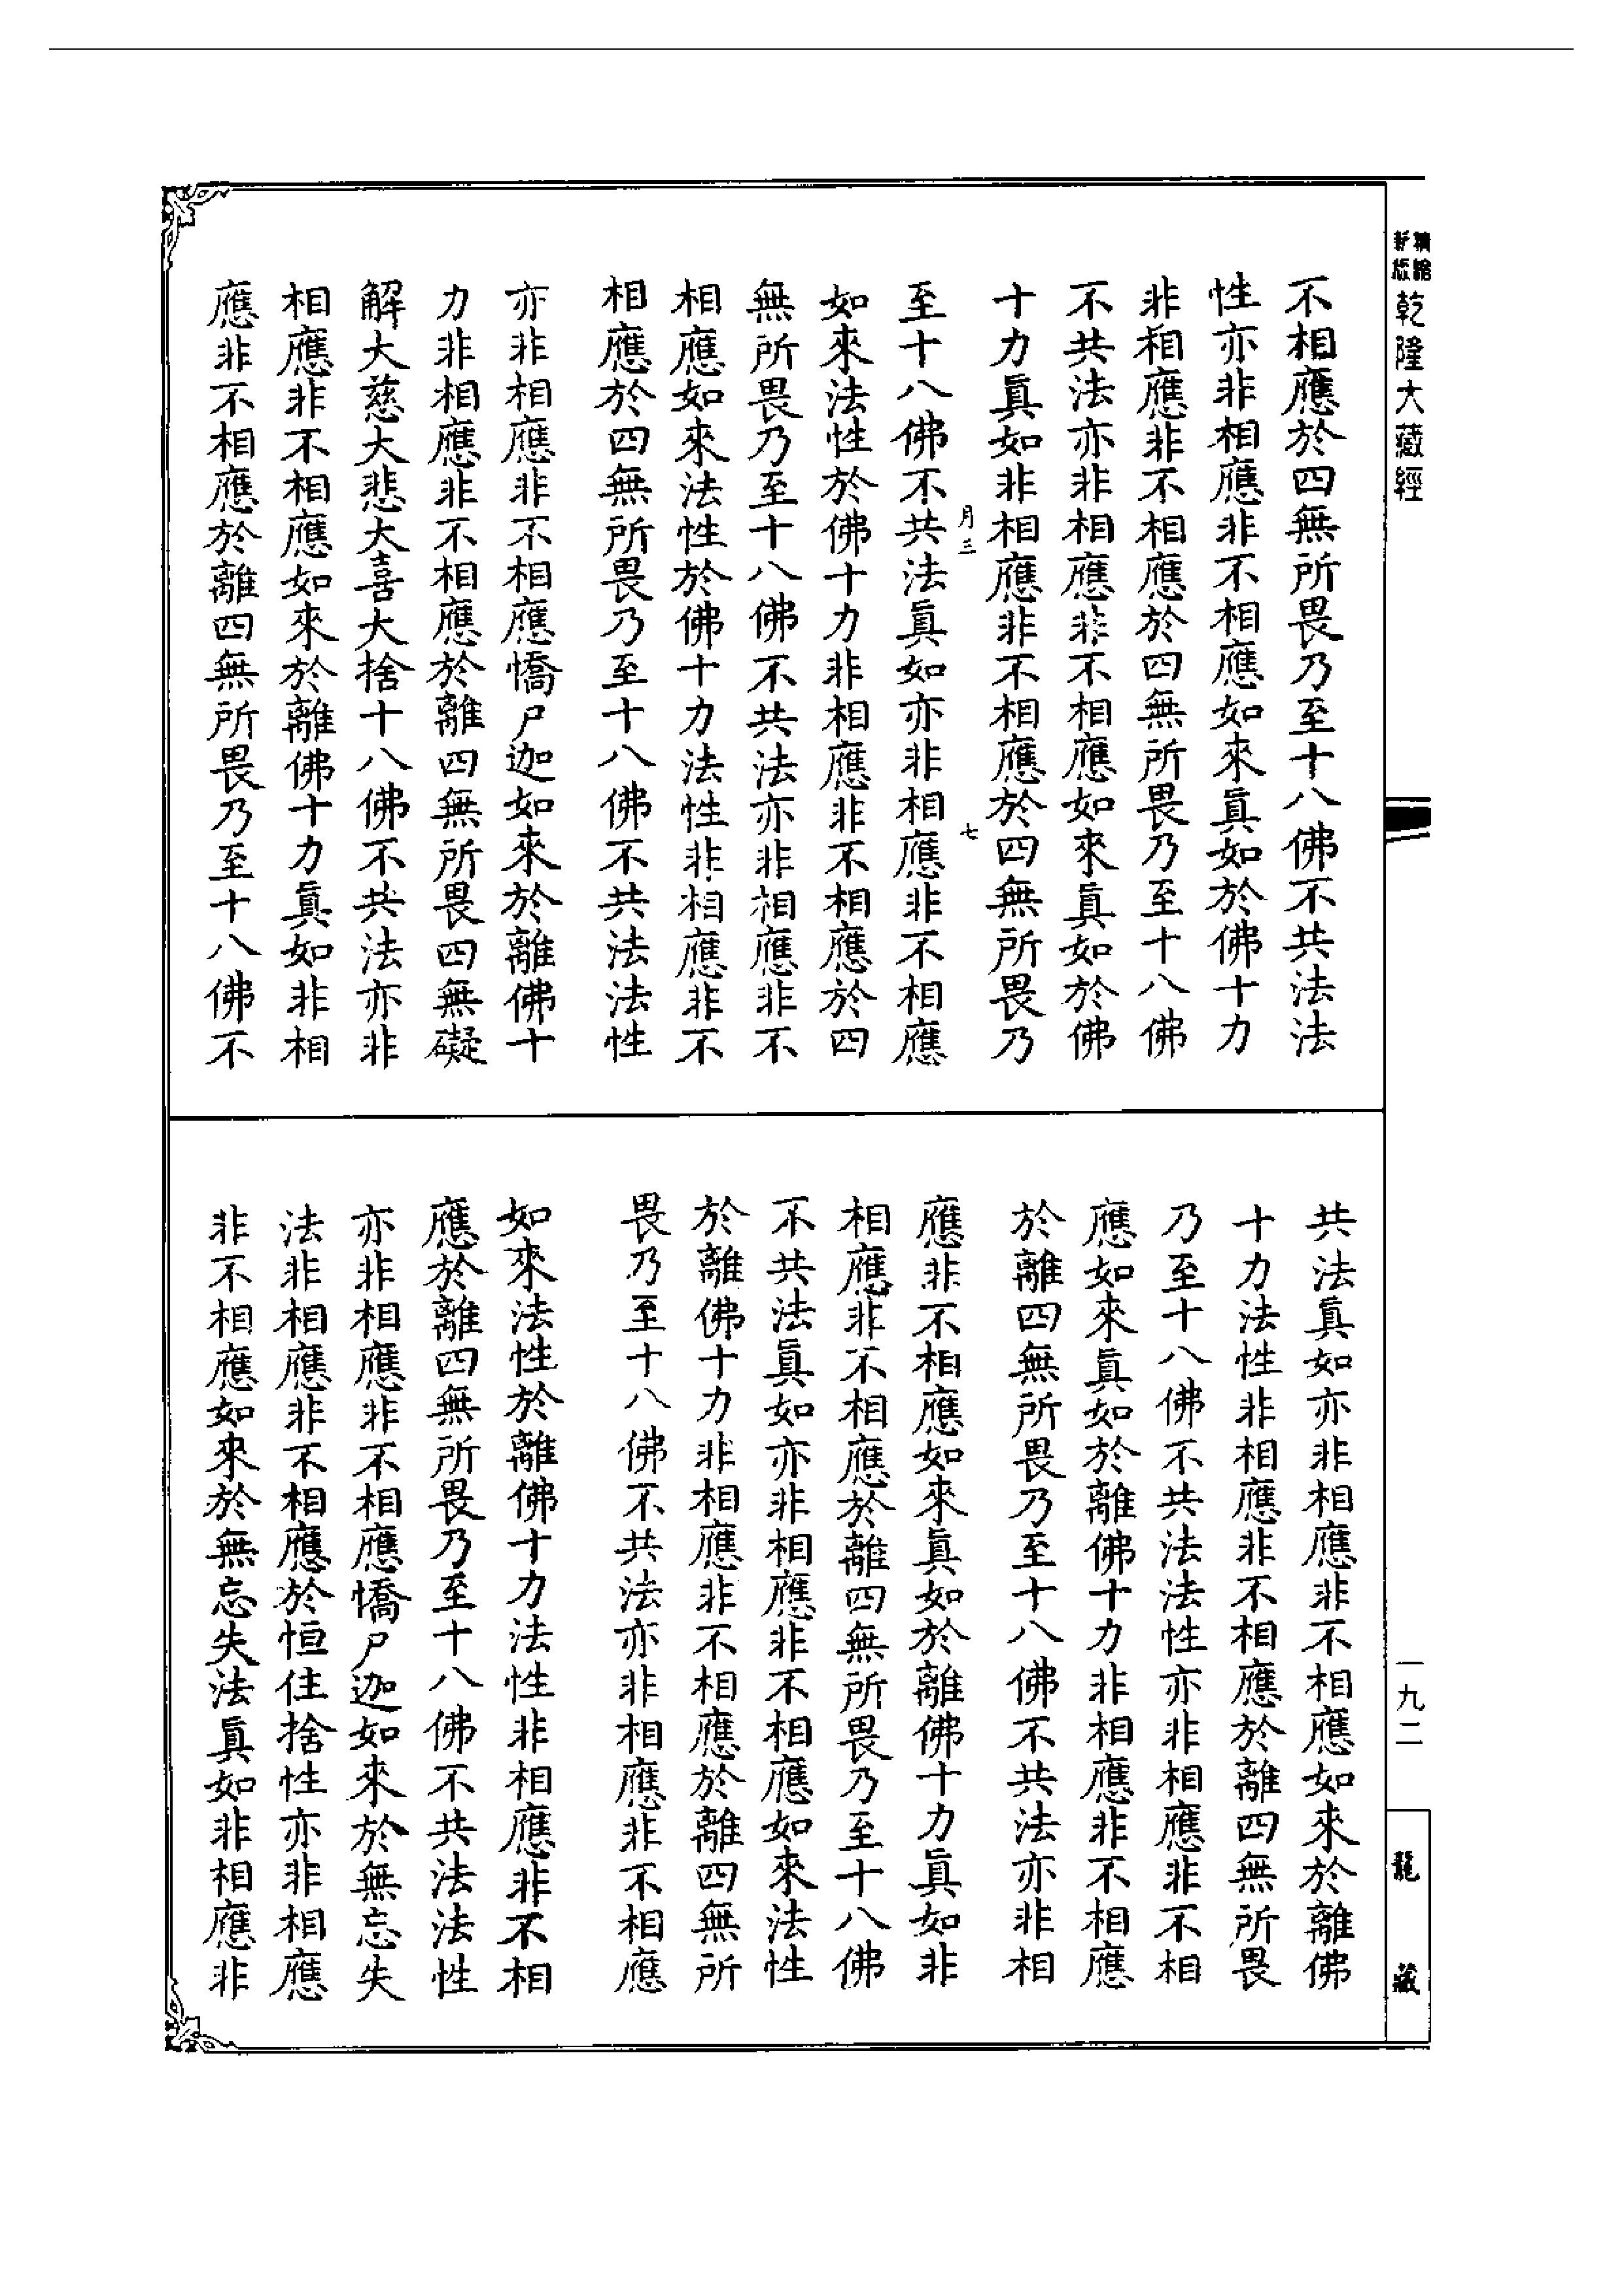 精繕
新版
乾隆大藏經
不相應於四無所畏乃至十八佛不共法法
性亦非相應非不相應如來真如於佛十力
非相應非不相應於四無所畏乃至十八佛
不共法亦非相應非不相應如來真如於佛
十力真如非相應非不相應於四無所畏乃
月三
七
至十八佛不共法真如亦非相應非不相應
如來法性於佛十力非相應非不相應於四
無所畏乃至十八佛不共法亦非相應非不
相應如來法性於佛十力法性非相應非不
相應於四無所畏乃至十八佛不共法法性
亦非相應非不相應憍尸迦如來於離佛十
力非相應非不相應於離四無所畏四無礙
解大慈大悲大喜大捨十八佛不共法亦非
相應非不相應如來於離佛十力真如非相
應非不相應於離四無所畏乃至十八佛不
共法真如亦非相應非不相應如來於離佛
十力法性非相應非不相應於離四無所畏
乃至十八佛不共法法性亦非相應非不相
應如來真如於離佛十力非相應非不相應
於離四無所畏乃至十八佛不共法亦非相
應非不相應如來真如於離佛十力真如非
相應非不相應於離四無所畏乃至十八佛
不共法真如亦非相應非不相應如來法性
於離佛十力非相應非不相應於離四無所
畏乃至十八佛不共法亦非相應非不相應
如來法性於離佛十力法性非相應非不相
應於離四無所畏乃至十八佛不共法法性
亦非相應非不相應憍尸迦如來於無忘失
法非相應非不相應於恒住捨性亦非相應
非不相應如來於無忘失法真如非相應非
一九二
龍藏